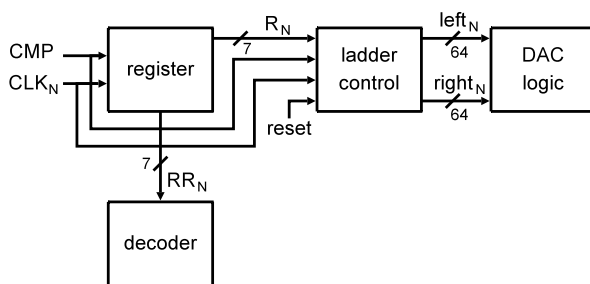 CMP
CLK_N
register
7
R_N
ladder
control
reset
left_N
64
right_N
64
DAC
logic
7
RR_N
decoder